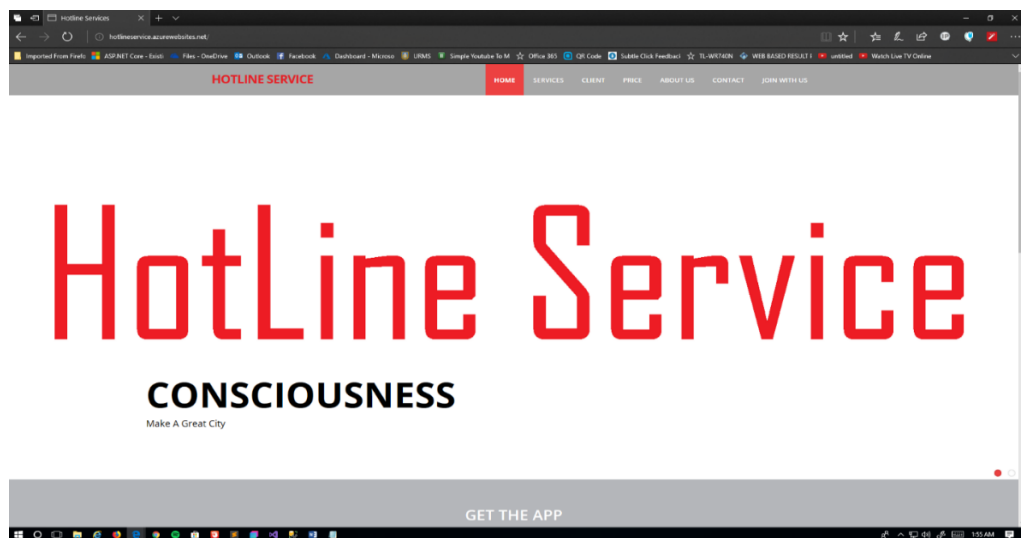 Hotline Services
hotlineservice.azurewebsites.net/
Imported From Firefo ASP.NET Core - Existi Files - OneDrive Outlook Facebook Dashboard - Microso URMS Simple Youtube To M Office 365 QR Code Subtle Click Feedbacl TL-WR740N WEB BASED RESULT untitled Watch Live TV Online
HOTLINE SERVICE HOME SERVICES CLIENT PRICE ABOUT US CONTACT JOIN WITH US
HotLine Service
CONSCIOUSNESS
Make A Great City
GET THE APP
1:55 AM